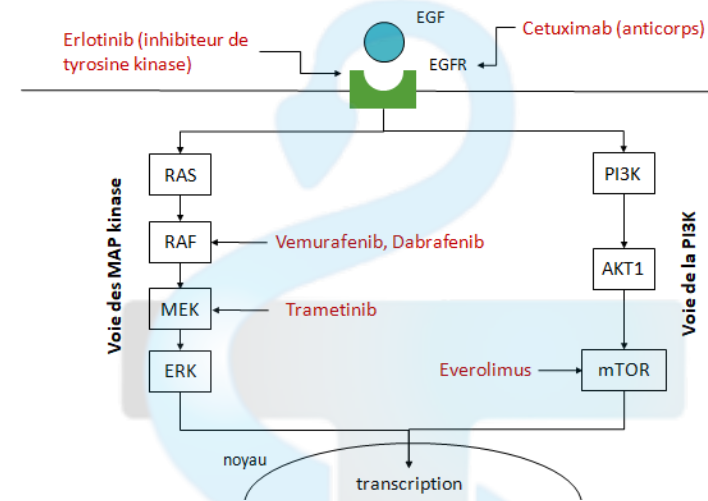 EGF
Cetuximab (anticorps)
Erlotinib (inhibiteur de
tyrosine kinase)
EGFR
RAS
PI3K
Voie des MAP kinase
RAF
Vemurafenib, Dabrafenib
Voie de la PI3K
AKT1
MEK
Trametinib
ERK
Everolimus
mTOR
noyau
transcription